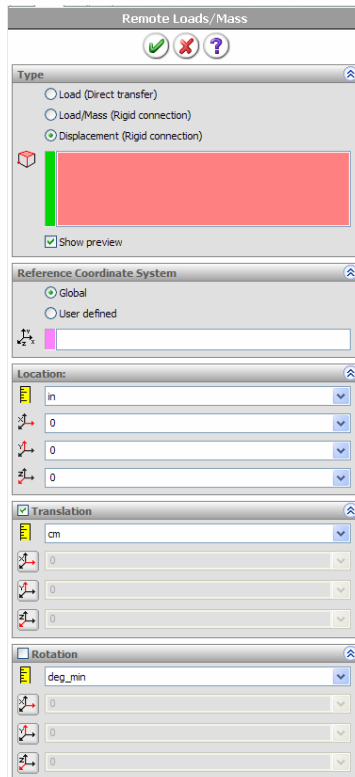 Remote Loads/Mass
?
Type
Load (Direct transfer)
Load/Mass (Rigid connection)
Displacement (Rigid connection)
Show preview
Reference Coordinate System
Global
User defined
Location:
in
0
0
0
Translation
cm
0
0
0
Rotation
deg_min
0
0
0